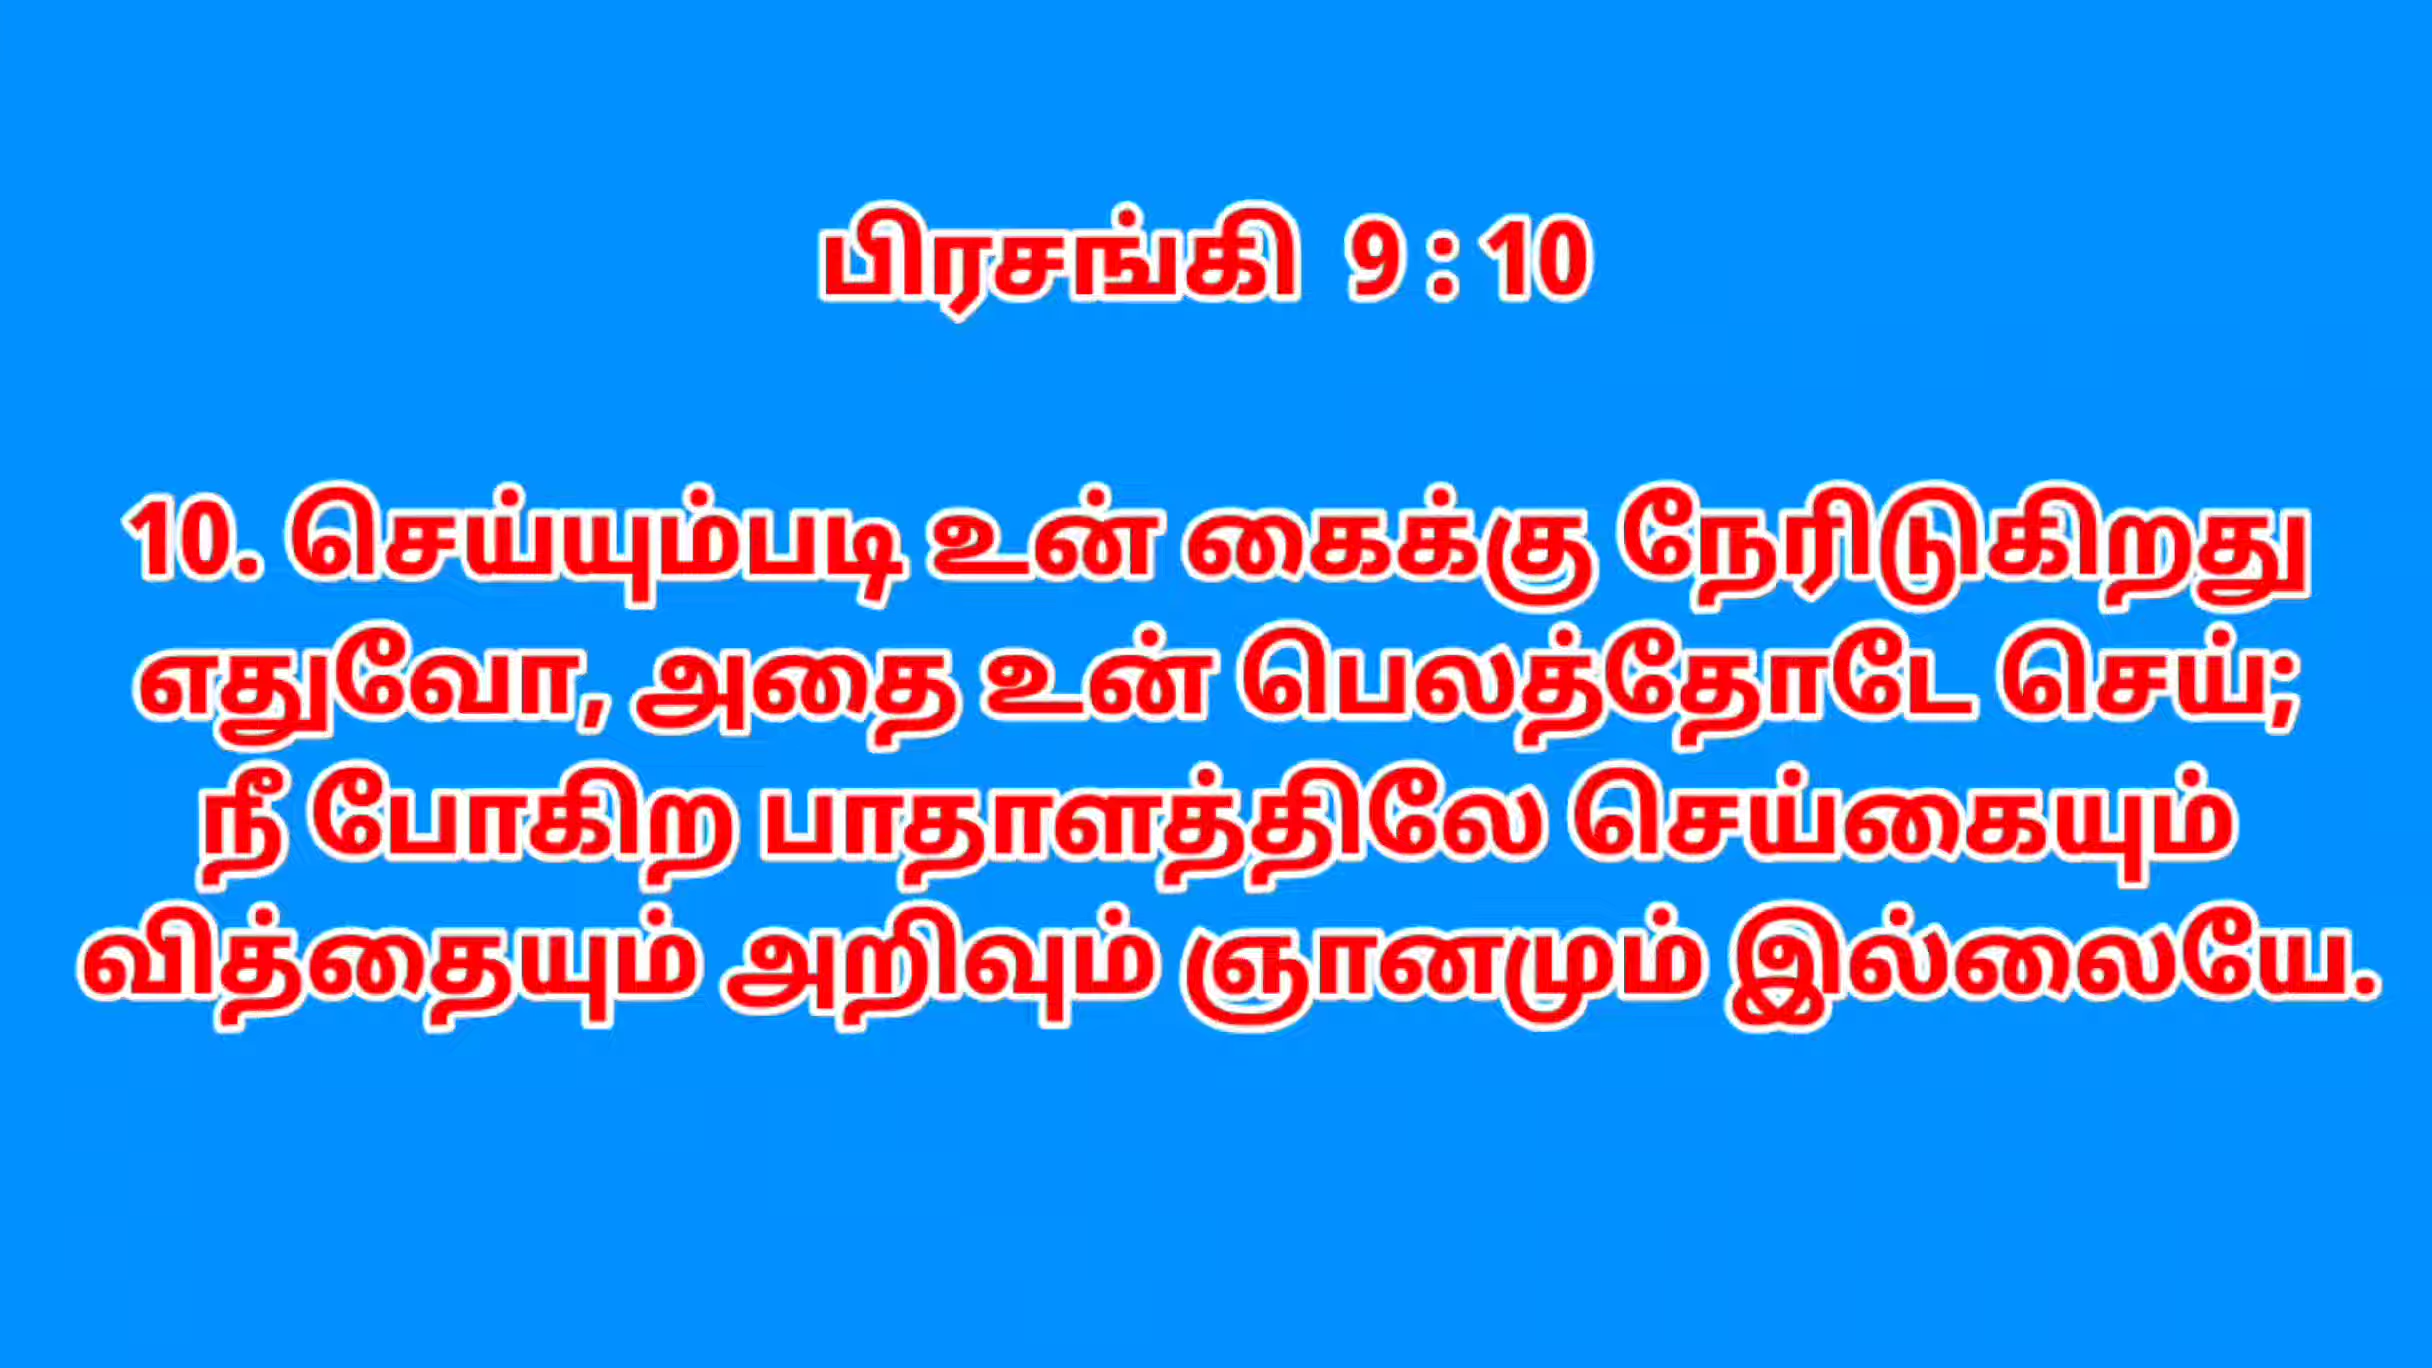 பிரசங்கி 9 : 10
10. செய்யும்படி உன் கைக்கு நேரிடுகிறது
எதுவோ, அதை உன் பெலத்தோடே செய்;
நீ போகிற பாதாளத்திலே செய்கையும்
வித்தையும் அறிவும் ஞானமும் இல்லையே.